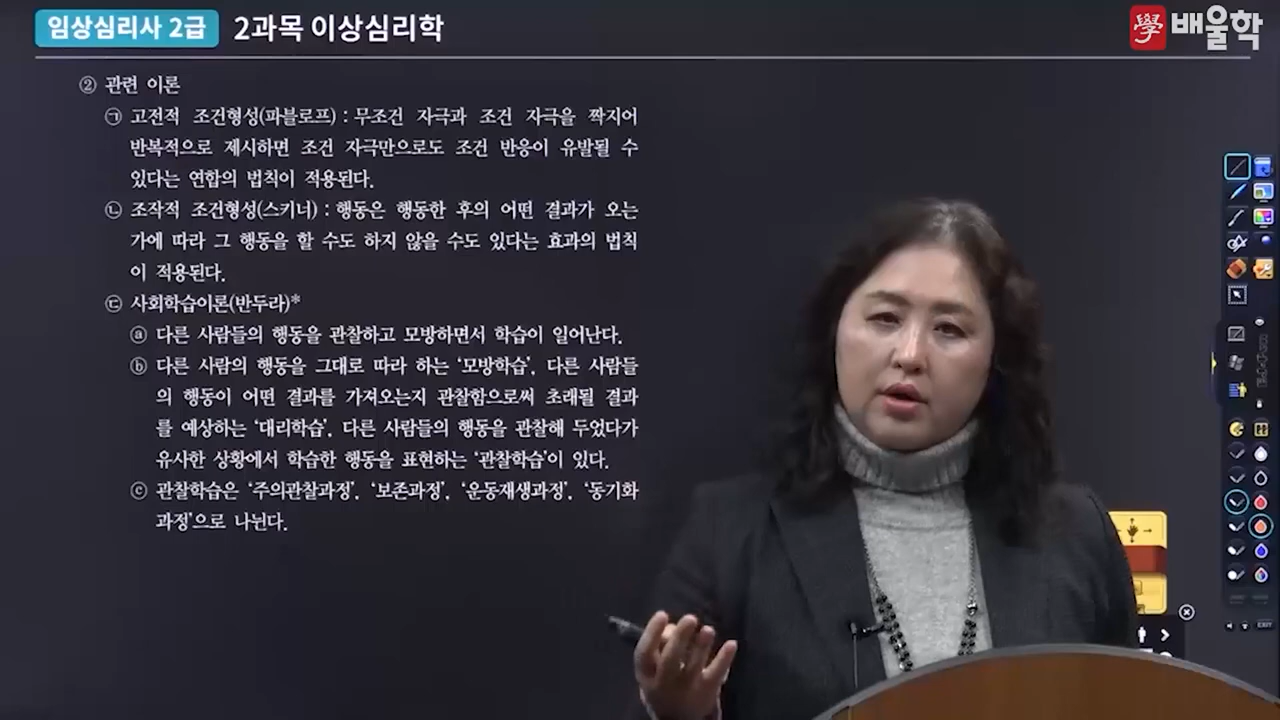 임상심리사 2급 2과목 이상심리학
學 배울학
② 관련 이론
㉠ 고전적 조건형성(파블로프) : 무조건 자극과 조건 자극을 짝지어
반복적으로 제시하면 조건 자극만으로도 조건 반응이 유발될 수
있다는 연합의 법칙이 적용된다.
㉡ 조작적 조건형성(스키너) : 행동은 행동한 후의 어떤 결과가 오는
가에 따라 그 행동을 할 수도 하지 않을 수도 있다는 효과의 법칙
이 적용된다.
㉢ 사회학습이론(반두라)*
ⓐ 다른 사람들의 행동을 관찰하고 모방하면서 학습이 일어난다.
ⓑ 다른 사람의 행동을 그대로 따라 하는 '모방학습', 다른 사람들
의 행동이 어떤 결과를 가져오는지 관찰함으로써 초래될 결과
를 예상하는 '대리학습', 다른 사람들의 행동을 관찰해 두었다가
유사한 상황에서 학습한 행동을 표현하는 '관찰학습'이 있다.
ⓒ 관찰학습은 '주의관찰과정', '보존과정', '운동재생과정', '동기화
과정'으로 나뉜다.
EXIT